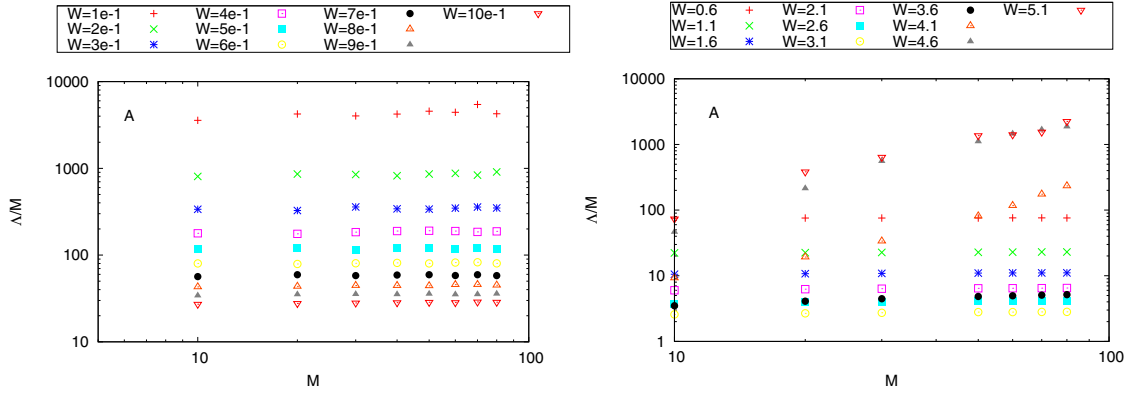 W=1e-1 W=4e-1 W=7e-1 W=10e-1
W=2e-1 W=5e-1 W=8e-1
W=3e-1 W=6e-1 W=9e-1
10000
1000
100
10
A
Λ/M
10 100
M
W=0.6 W=2.1 W=3.6 W=5.1
W=1.1 W=2.6 W=4.1
W=1.6 W=3.1 W=4.6
10000
1000
100
10
1
A
Λ/M
10 100
M